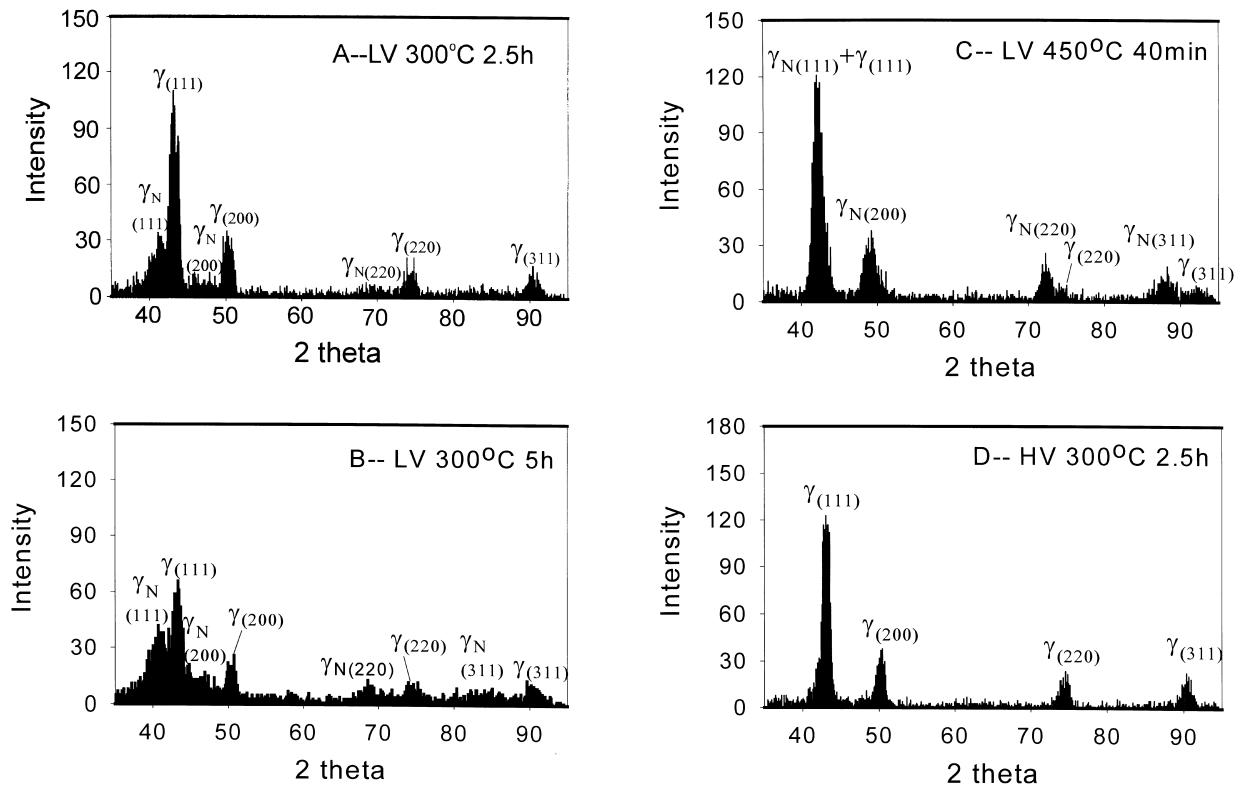 150
120
90
60
30
0
Intensity
A--LV 300°C 2.5h
γ(111)
γN
(111)
γN
(200)
γ(200)
γN(220)
γ(220)
γ(311)
40 50 60 70 80 90
2 theta
150
120
90
60
30
0
Intensity
C-- LV 450°C 40min
γN(111)+γ(111)
γN(200)
γN(220)
γ(220)
γN(311)
γ(311)
40 50 60 70 80 90
2 theta
150
120
90
60
30
0
Intensity
B-- LV 300°C 5h
γ(111)
γN
(111)
γN
(200)
γ(200)
γN(220)
γ(220)
γN
(311)
γ(311)
40 50 60 70 80 90
2 theta
180
150
120
90
60
30
0
Intensity
D-- HV 300°C 2.5h
γ(111)
γ(200)
γ(220)
γ(311)
40 50 60 70 80 90
2 theta